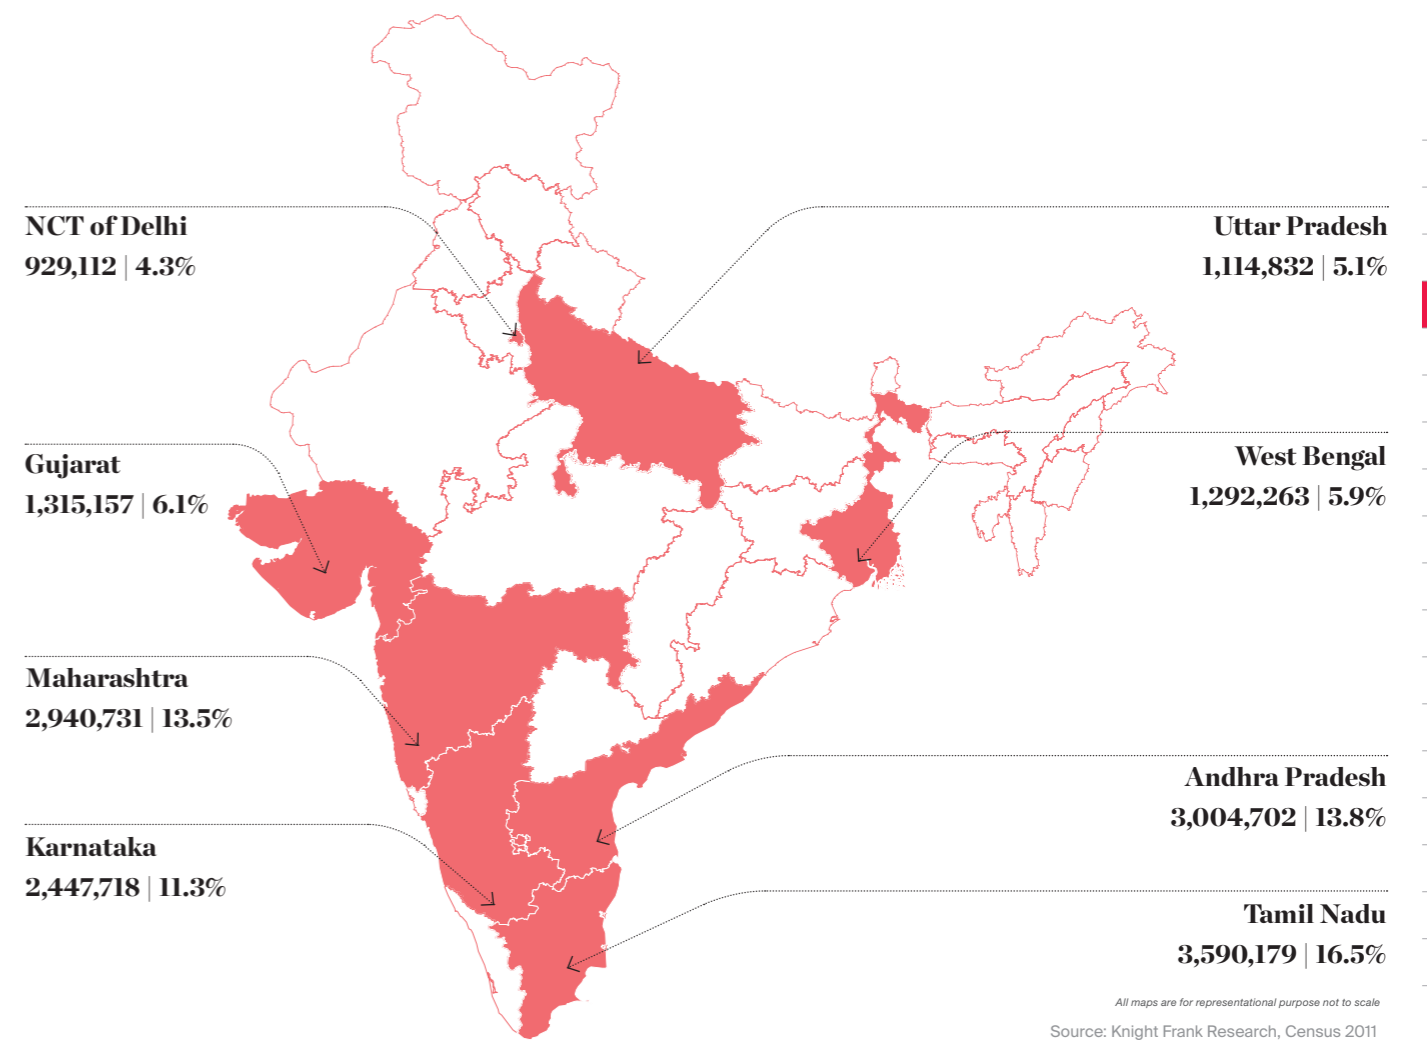 NCT of Delhi
929,112 | 4.3%
Uttar Pradesh
1,114,832 | 5.1%
Gujarat
1,315,157 | 6.1%
West Bengal
1,292,263 | 5.9%
Maharashtra
2,940,731 | 13.5%
Andhra Pradesh
3,004,702 | 13.8%
Karnataka
2,447,718 | 11.3%
Tamil Nadu
3,590,179 | 16.5%
All maps are for representational purpose not to scale
Source: Knight Frank Research, Census 2011